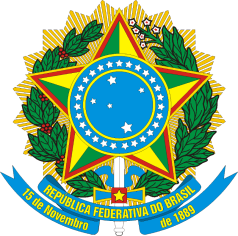 REPÚBLICA FEDERATIVA DO BRASIL
15 de Novembro
de 1889